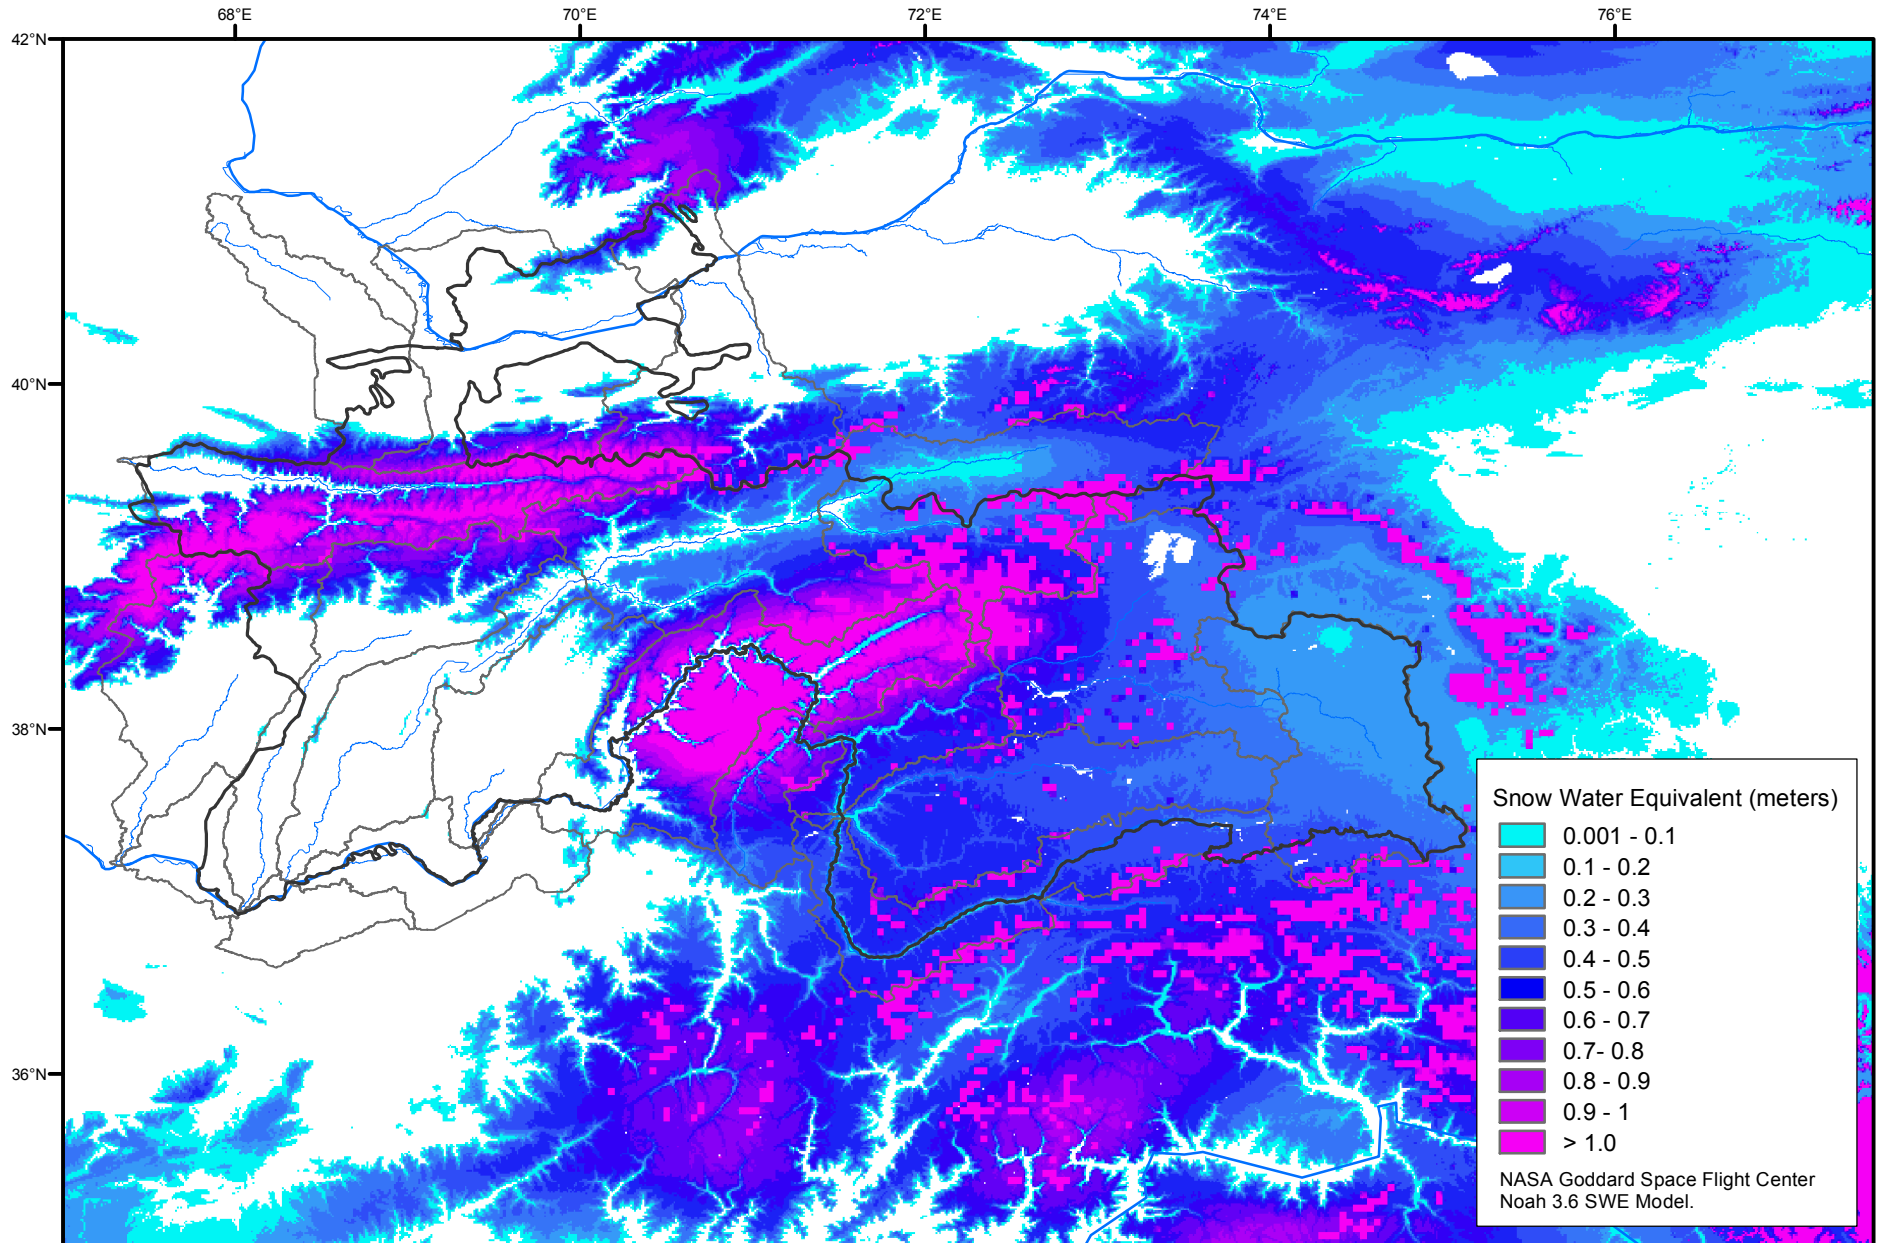 68°E 70°E 72°E 74°E 76°E
42°N
40°N
38°N
36°N
Snow Water Equivalent (meters)
0.001 - 0.1
0.1 - 0.2
0.2 - 0.3
0.3 - 0.4
0.4 - 0.5
0.5 - 0.6
0.6 - 0.7
0.7- 0.8
0.8 - 0.9
0.9 - 1
> 1.0
NASA Goddard Space Flight Center
Noah 3.6 SWE Model.